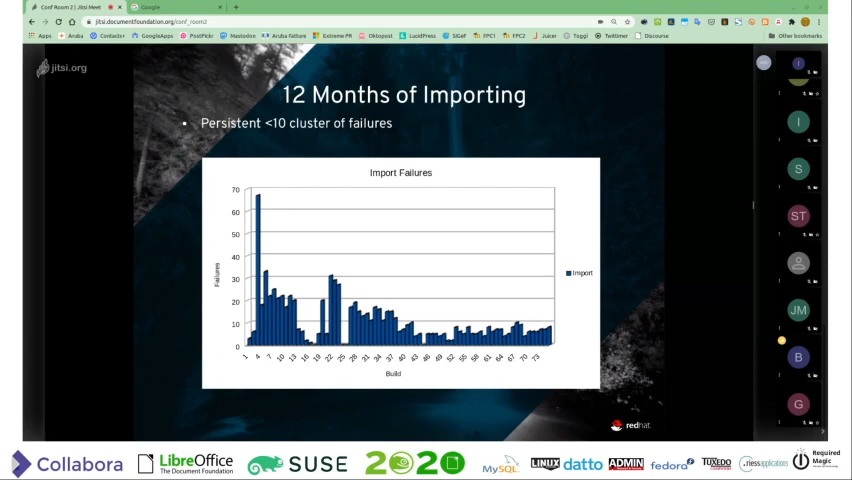 Conf Room 2 | Jitsi Meet
Google
jitsi.documentfoundation.org/conf_room2
Apps
Aruba
Contacts+
GoogleApps
PostFlickr
Mastodon
Aruba Fatture
Extreme PR
Oktopost
LucidPress
SIGef
FPC1
FPC2
Juicer
Toggl
Twittimer
Discourse
Other bookmarks
jitsi.org
12 Months of Importing
Persistent <10 cluster of failures
Import Failures
70
60
50
40
30
20
10
0
Failures
1 4 7 10 13 16 19 22 25 28 31 34 37 40 43 46 49 52 55 58 61 64 67 70 73
Build
Import
redhat.
I
I
S
ST
JM
B
G
Collabora
LibreOffice
The Document Foundation
SUSE
2020
MySQL
LINUX
datto
ADMIN
fedora
TUXEDO
riessapplications
Required
Magic